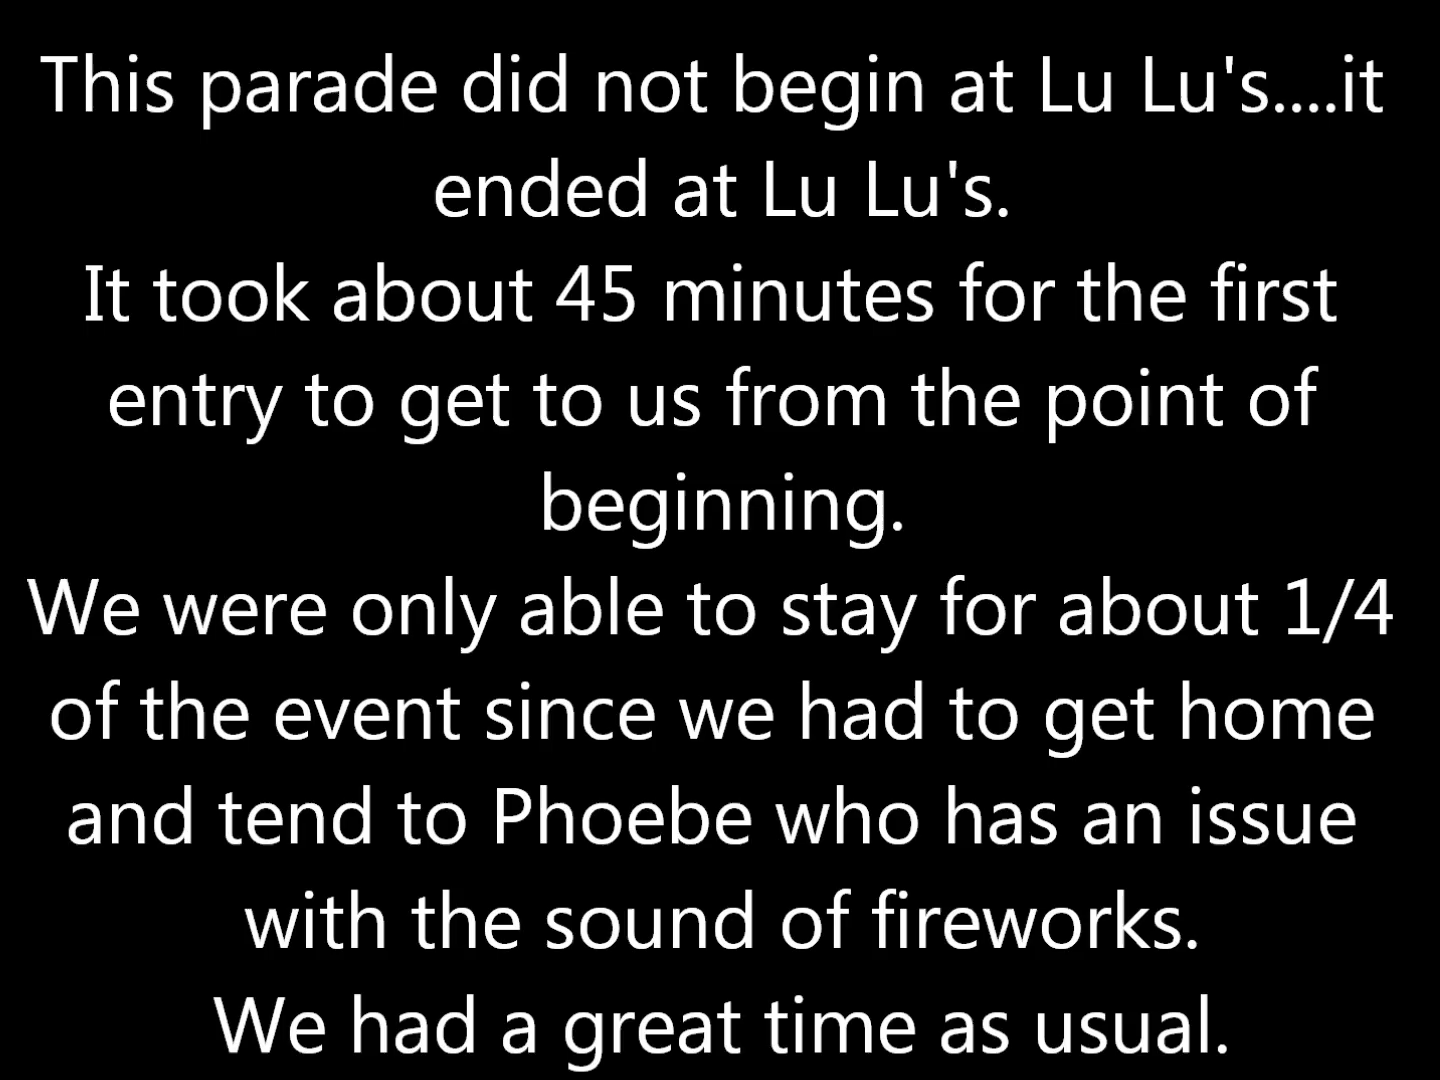 This parade did not begin at Lu Lu's....it
ended at Lu Lu's.
It took about 45 minutes for the first
entry to get to us from the point of
beginning.
We were only able to stay for about 1/4
of the event since we had to get home
and tend to Phoebe who has an issue
with the sound of fireworks.
We had a great time as usual.